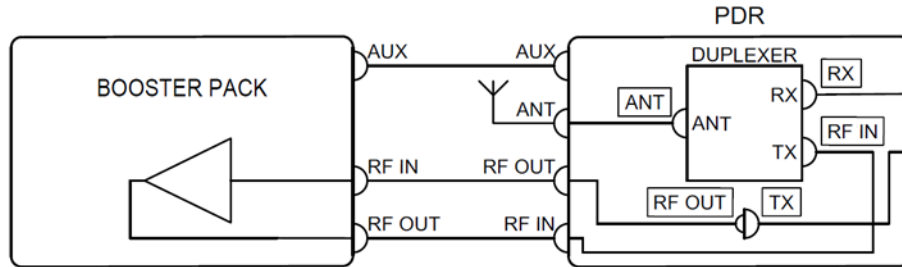 PDR
BOOSTER PACK
AUX
AUX
DUPLEXER
RX
RX
ANT
ANT
ANT
RF IN
TX
RF IN
RF OUT
RF OUT
TX
RF OUT
RF IN